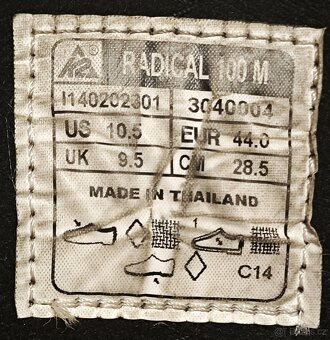 RADICAL 100 M
I140202301 3040004
US 10.5 EUR 44.0
UK 9.5 CM 28.5
MADE IN THAILAND
1
C14